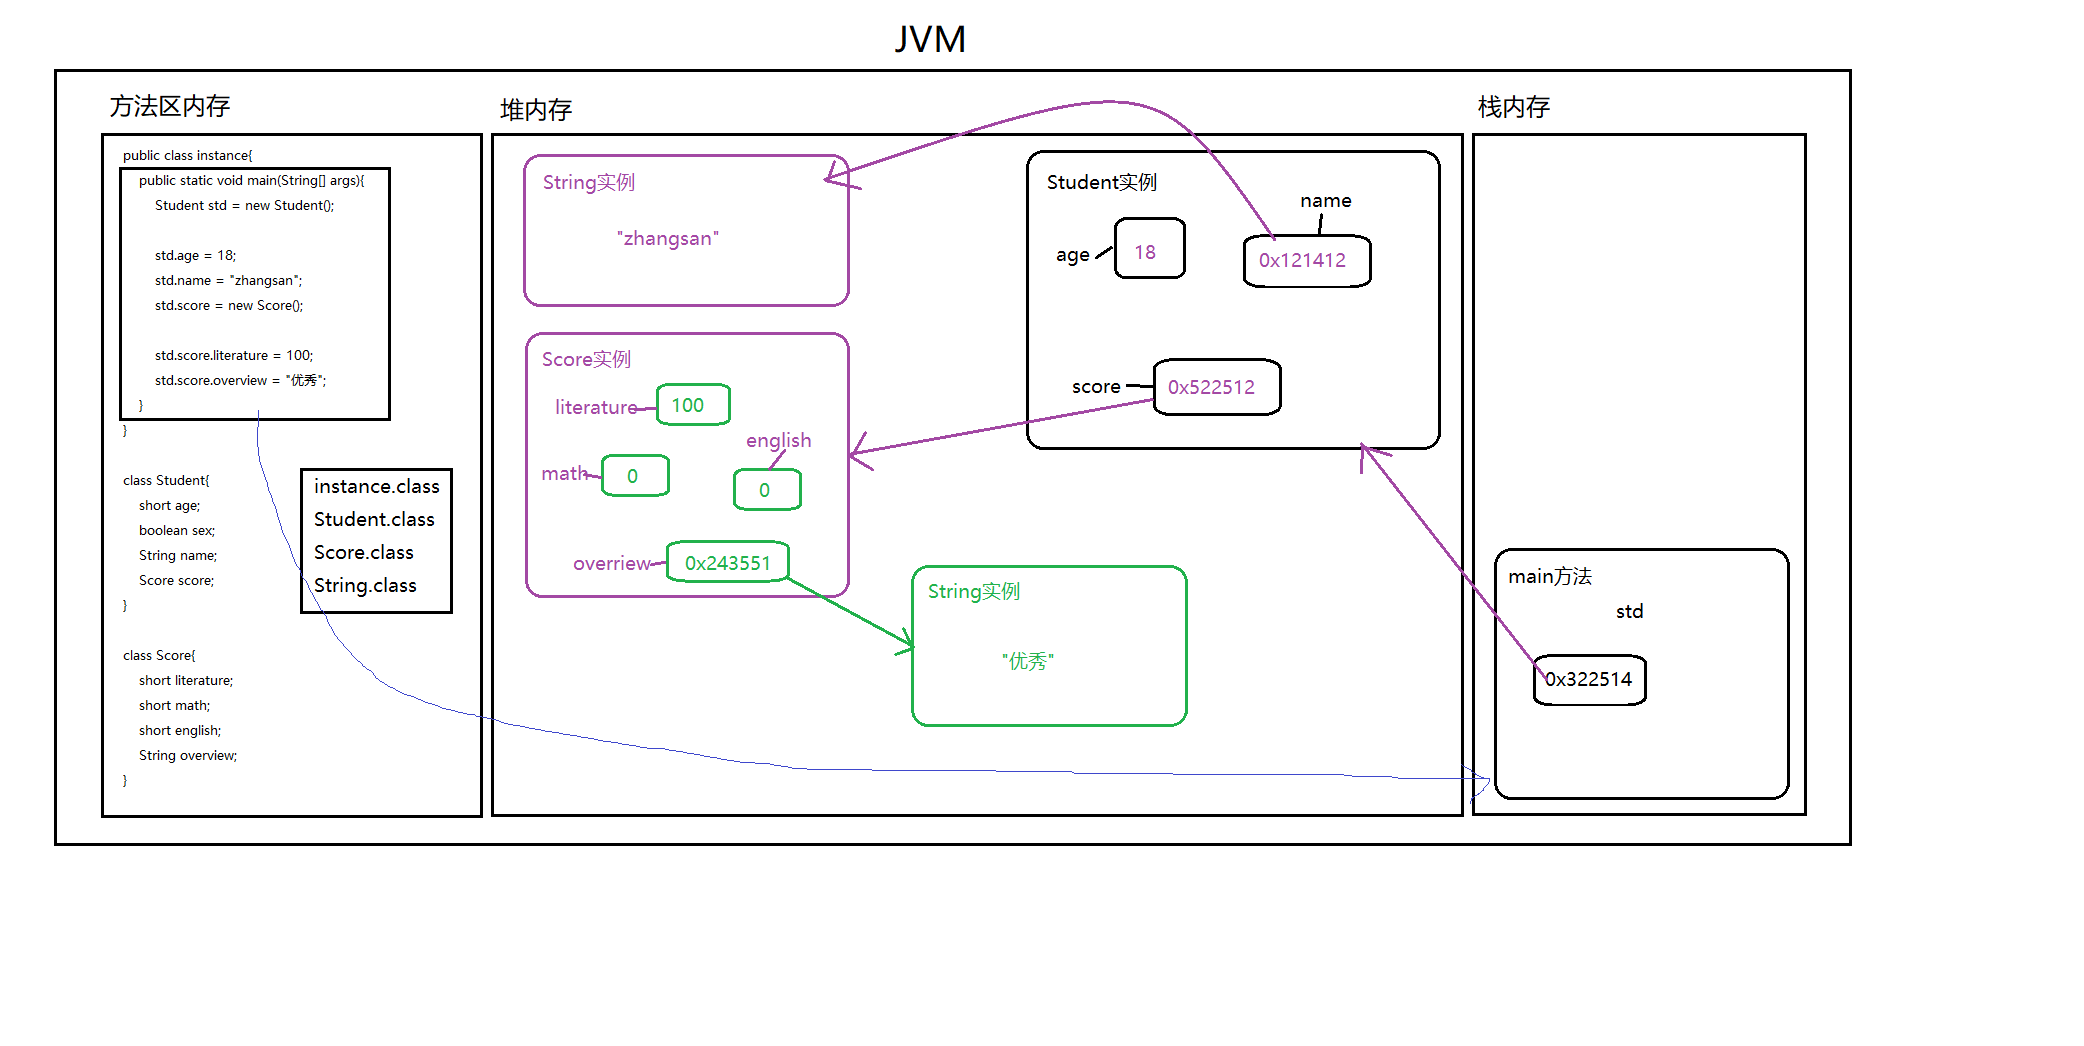 JVM
方法区内存
public class instance{
public static void main(String[] args){
Student std = new Student();
std.age = 18;
std.name = "zhangsan";
std.score = new Score();
std.score.literature = 100;
std.score.overview = "优秀";
}
}
class Student{
short age;
boolean sex;
String name;
Score score;
}
class Score{
short literature;
short math;
short english;
String overview;
}
instance.class
Student.class
Score.class
String.class
堆内存
String实例
"zhangsan"
Score实例
literature
100
english
math
0
0
overriew
0x243551
String实例
"优秀"
Student实例
name
age
18
0x121412
score
0x522512
栈内存
main方法
std
0x322514